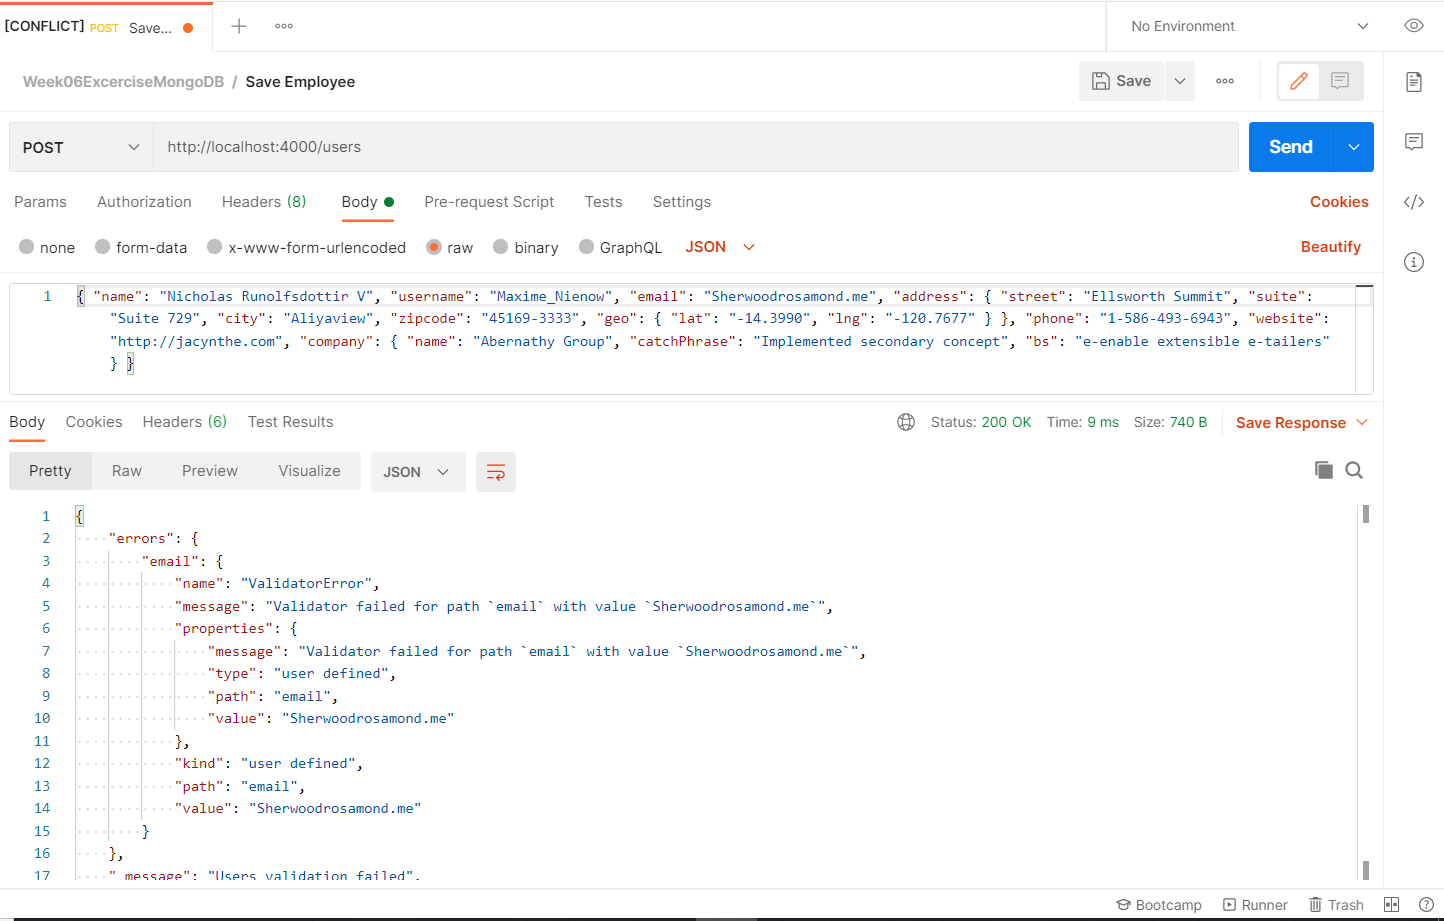 [CONFLICT] POST Save...
No Environment
Week06ExcerciseMongoDB / Save Employee
Save
POST http://localhost:4000/users
Send
Params Authorization Headers (8) Body Pre-request Script Tests Settings Cookies
none form-data x-www-form-urlencoded raw binary GraphQL JSON Beautify
1 { "name": "Nicholas Runolfsdottir V", "username": "Maxime_Nienow", "email": "Sherwoodrosamond.me", "address": { "street": "Ellsworth Summit", "suite":
"Suite 729", "city": "Aliyaview", "zipcode": "45169-3333", "geo": { "lat": "-14.3990", "lng": "-120.7677" } }, "phone": "1-586-493-6943", "website":
"http://jacynthe.com", "company": { "name": "Abernathy Group", "catchPhrase": "Implemented secondary concept", "bs": "e-enable extensible e-tailers"
} }
Body Cookies Headers (6) Test Results Status: 200 OK Time: 9 ms Size: 740 B Save Response
Pretty Raw Preview Visualize JSON
1 {
2 "errors": {
3 "email": {
4 "name": "ValidatorError",
5 "message": "Validator failed for path `email` with value `Sherwoodrosamond.me`",
6 "properties": {
7 "message": "Validator failed for path `email` with value `Sherwoodrosamond.me`",
8 "type": "user defined",
9 "path": "email",
10 "value": "Sherwoodrosamond.me"
11 },
12 "kind": "user defined",
13 "path": "email",
14 "value": "Sherwoodrosamond.me"
15 }
16 },
17 "_message": "Users validation failed",
Bootcamp Runner Trash